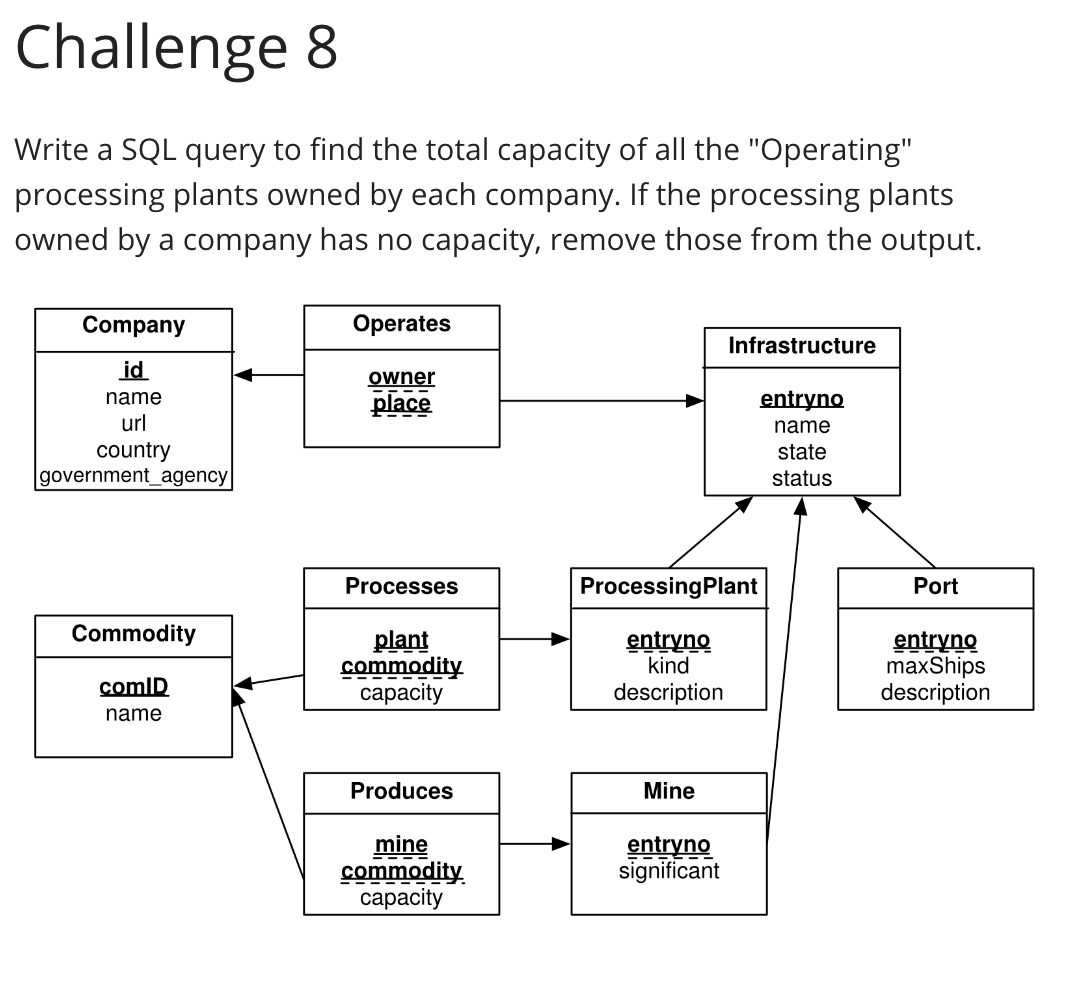 Challenge 8
Write a SQL query to find the total capacity of all the "Operating"
processing plants owned by each company. If the processing plants
owned by a company has no capacity, remove those from the output.
Company
id
name
url
country
government_agency
Operates
owner
place
Infrastructure
entryno
name
state
status
Commodity
comID
name
Processes
plant
commodity
capacity
ProcessingPlant
entryno
kind
description
Port
entryno
maxShips
description
Produces
mine
commodity
capacity
Mine
entryno
significant